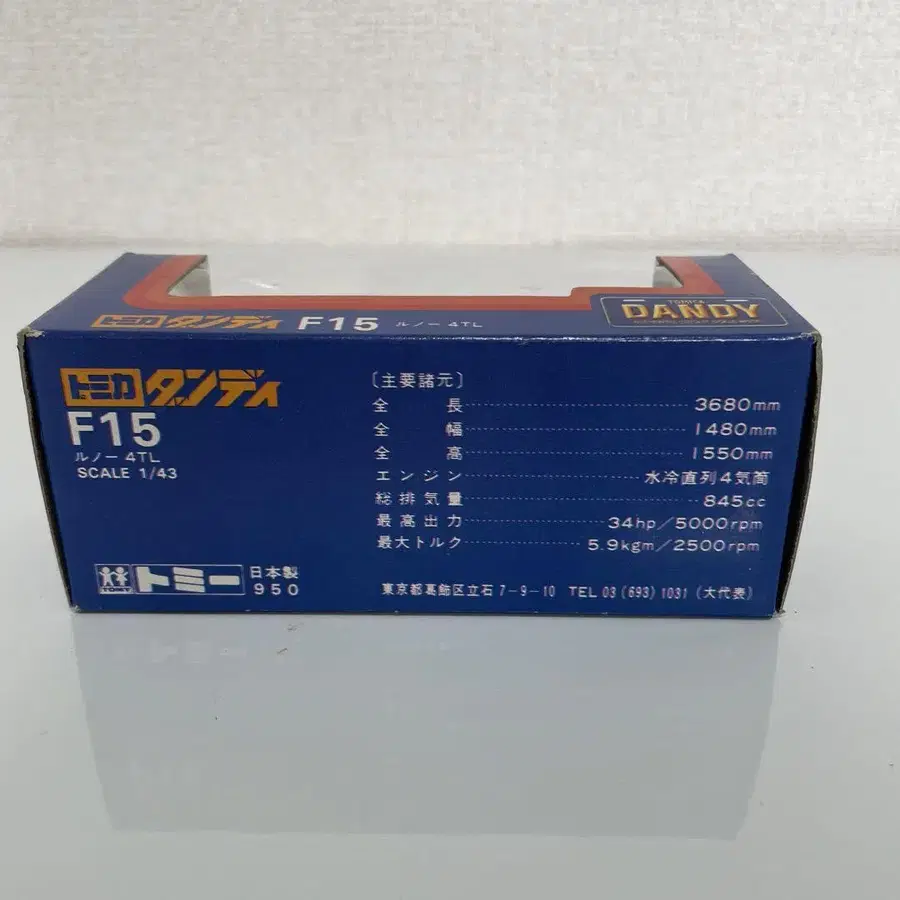 トミカ ダンディ F15 ルノー 4TL
TOMICA
DANDY
トミカ ダンディ
F15
ルノー 4TL
SCALE 1/43
〔主要諸元〕
全長 3680mm
全幅 1480mm
全高 1550mm
エンジン 水冷直列4気筒
総排気量 845cc
最高出力 34hp/5000rpm
最大トルク 5.9kgm/2500rpm
TOMY トミー 日本製
950
東京都葛飾区立石7-9-10 TEL 03(693)1031(大代表)